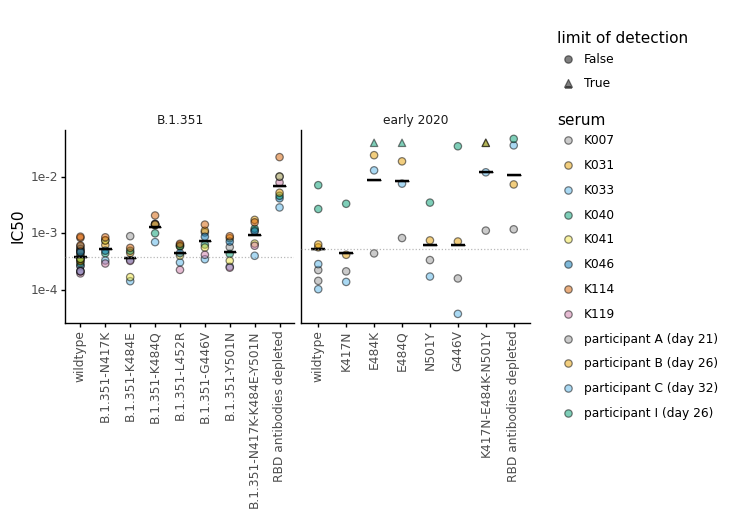 limit of detection
False
True
serum
K007
K031
K033
K040
K041
K046
K114
K119
participant A (day 21)
participant B (day 26)
participant C (day 32)
participant I (day 26)
B.1.351
early 2020
IC50
1e-2
1e-3
1e-4
wildtype
B.1.351-N417K
B.1.351-K484E
B.1.351-K484Q
B.1.351-L452R
B.1.351-G446V
B.1.351-Y501N
B.1.351-N417K-K484E-Y501N
RBD antibodies depleted
wildtype
K417N
E484K
E484Q
N501Y
G446V
K417N-E484K-N501Y
RBD antibodies depleted